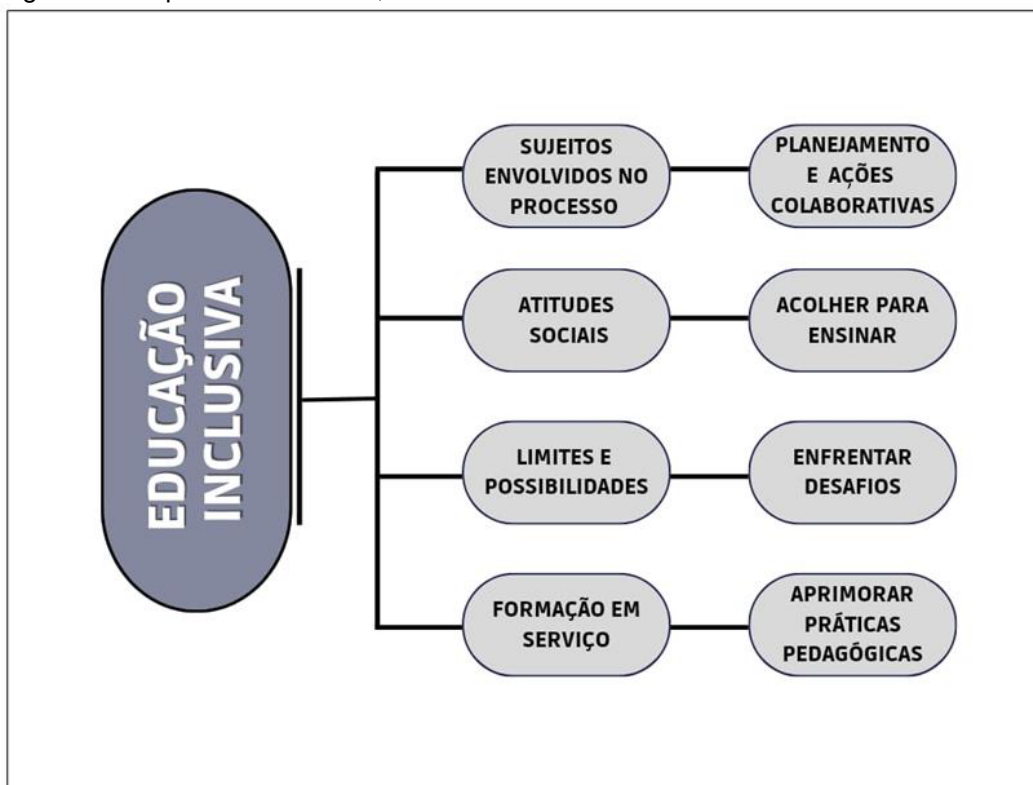 EDUCAÇÃO
INCLUSIVA
SUJEITOS
ENVOLVIDOS NO
PROCESSO
PLANEJAMENTO
E AÇÕES
COLABORATIVAS
ATITUDES
SOCIAIS
ACOLHER PARA
ENSINAR
LIMITES E
POSSIBILIDADES
ENFRENTAR
DESAFIOS
FORMAÇÃO EM
SERVIÇO
APRIMORAR
PRÁTICAS
PEDAGÓGICAS